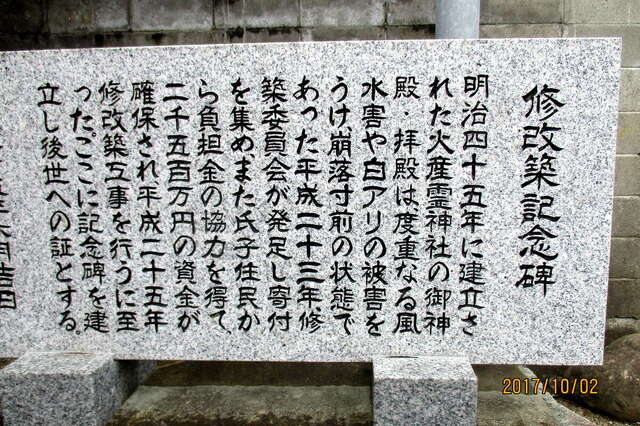 修改築記念碑
明治四十五年に建立さ
れた火産霊神社の御神
殿・拝殿は、度重なる風
水害や白アリの被害を
うけ、崩落寸前の状態で
あった。平成二十三年修
築委員会が発足し寄付
を集め、また氏子住民か
ら負担金の協力を得て、
二千五百万円の資金が
確保され、平成二十五年
修改築工事を行うに至
った。ここに記念碑を建
立し後世への証とする。
2017/10/02